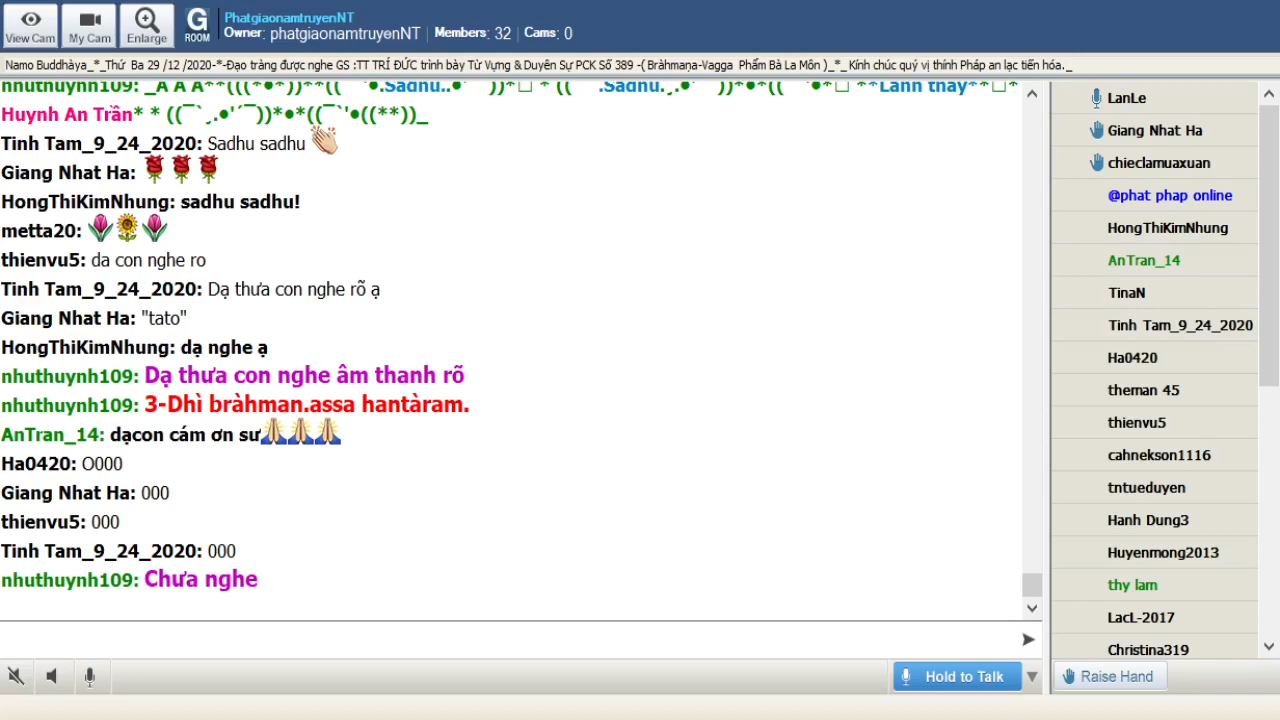 View Cam
My Cam
Enlarge
G
ROOM
PhatgiaonamtruyenNT
Owner: phatgiaonamtruyenNT | Members: 32 | Cams: 0
Namo Buddhàya_*_Thứ Ba 29 /12 /2020-*-Đạo tràng được nghe GS :TT TRÍ ĐỨC trình bày Từ Vựng & Duyên Sự PCK Số 389 -( Bràhmaṇa-Vagga Phẩm Bà La Môn )_*_ Kính chúc quý vị thính Pháp an lạc tiến hóa._
nhuthuynh109: _A A A**(((*•*))**((¯`•.Sadhu..•´¯))*□ * ((¯`.Sadhu.¸.•´¯))*•*((¯`'•*□ **Lành thay**□*
Huynh An Trần* * ((¯`¸.•'´¯))*•*((¯`'•((**))_
Tinh Tam_9_24_2020: Sadhu sadhu
Giang Nhat Ha:
HongThiKimNhung: sadhu sadhu!
metta20:
thienvu5: da con nghe ro
Tinh Tam_9_24_2020: Dạ thưa con nghe rõ ạ
Giang Nhat Ha: "tato"
HongThiKimNhung: dạ nghe ạ
nhuthuynh109: Dạ thưa con nghe âm thanh rõ
nhuthuynh109: 3-Dhì bràhman.assa hantàram.
AnTran_14: dạcon cám ơn sư
Ha0420: O000
Giang Nhat Ha: 000
thienvu5: 000
Tinh Tam_9_24_2020: 000
nhuthuynh109: Chưa nghe
Hold to Talk
LanLe
Giang Nhat Ha
chieclamuaxuan
@phat phap online
HongThiKimNhung
AnTran_14
TinaN
Tinh Tam_9_24_2020
Ha0420
theman 45
thienvu5
cahnekson1116
tntueduyen
Hanh Dung3
Huyenmong2013
thy lam
LacL-2017
Christina319
Raise Hand